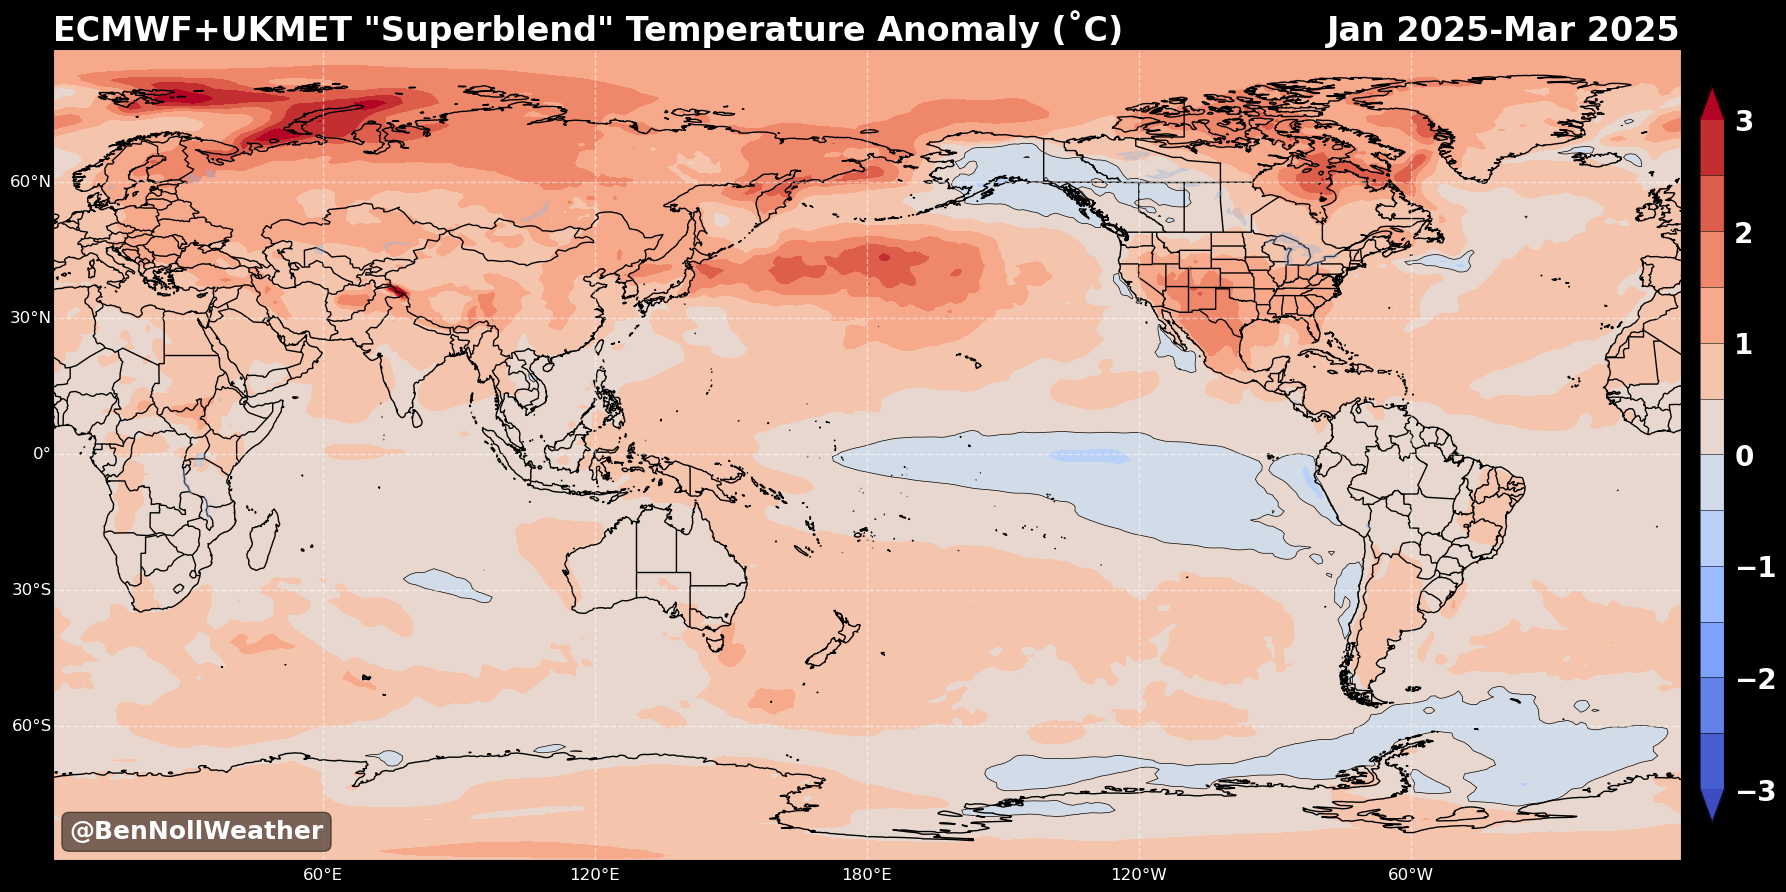 ECMWF+UKMET "Superblend" Temperature Anomaly (˚C)
Jan 2025-Mar 2025
60°N
30°N
0°
30°S
60°S
60°E
120°E
180°E
120°W
60°W
3
2
1
0
−1
−2
−3
@BenNollWeather